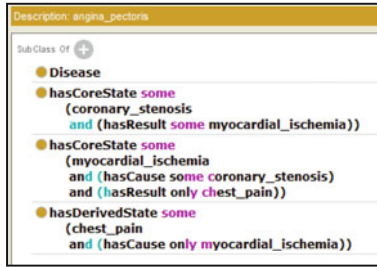 Description: angina_pectoris
SubClass Of
Disease
hasCoreState some
(coronary_stenosis
and (hasResult some myocardial_ischemia))
hasCoreState some
(myocardial_ischemia
and (hasCause some coronary_stenosis)
and (hasResult only chest_pain))
hasDerivedState some
(chest_pain
and (hasCause only myocardial_ischemia))